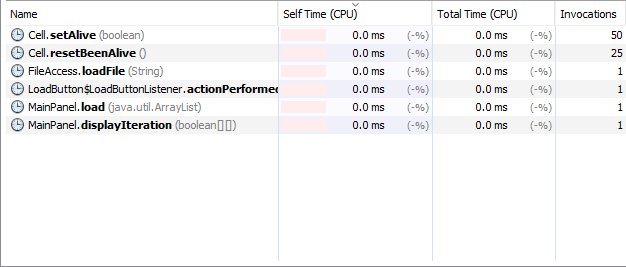 Name Self Time (CPU) Total Time (CPU) Invocations
Cell.setAlive (boolean) 0.0 ms (-%) 0.0 ms (-%) 50
Cell.resetBeenAlive () 0.0 ms (-%) 0.0 ms (-%) 25
FileAccess.loadFile (String) 0.0 ms (-%) 0.0 ms (-%) 1
LoadButton$LoadButtonListener.actionPerformed 0.0 ms (-%) 0.0 ms (-%) 1
MainPanel.load (java.util.ArrayList) 0.0 ms (-%) 0.0 ms (-%) 1
MainPanel.displayIteration (boolean[][]) 0.0 ms (-%) 0.0 ms (-%) 1